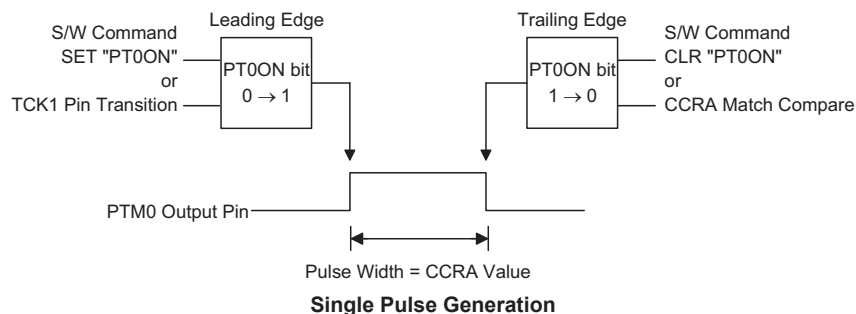 Leading Edge
S/W Command
SET "PT0ON"
or
TCK1 Pin Transition
PT0ON bit
0 → 1
Trailing Edge
PT0ON bit
1 → 0
S/W Command
CLR "PT0ON"
or
CCRA Match Compare
PTM0 Output Pin
Pulse Width = CCRA Value
Single Pulse Generation